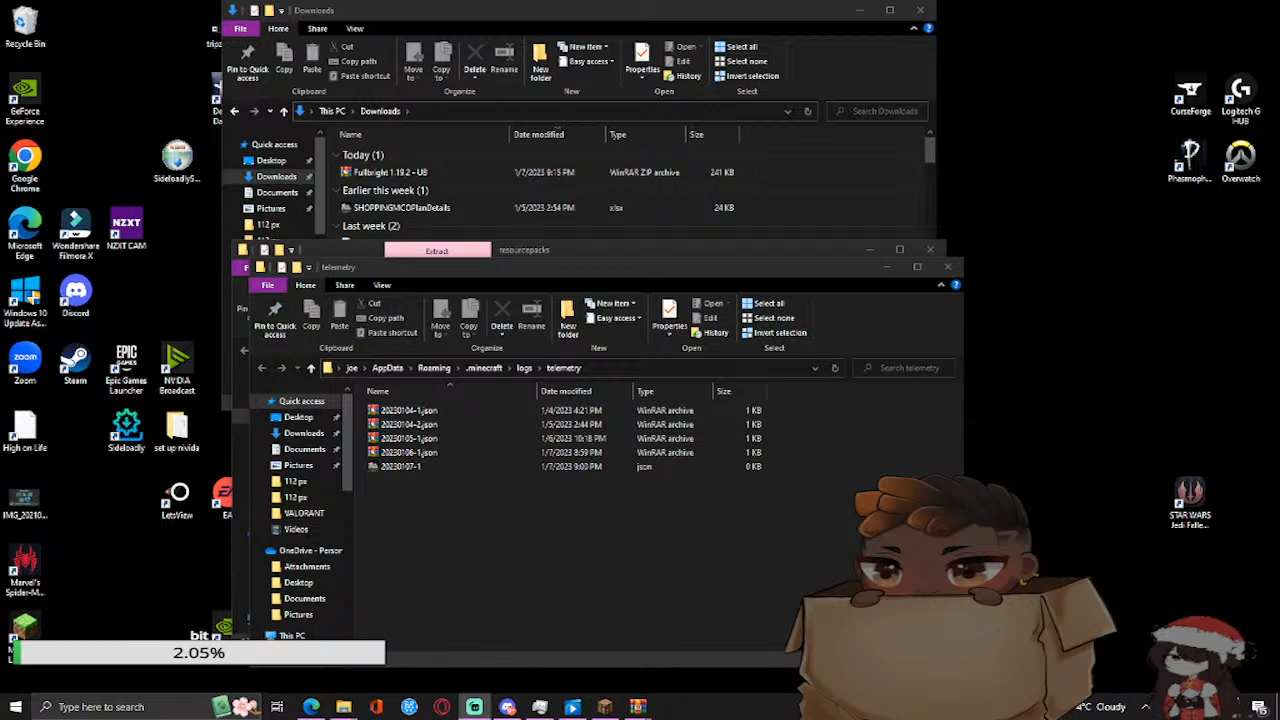 Downloads
File Home Share View
Pin to Quick access
Copy
Paste
Cut
Copy path
Paste shortcut
Clipboard
Move to
Copy to
Delete
Rename
Organize
New folder
New item
Easy access
New
Properties
Open
Edit
History
Open
Select all
Select none
Invert selection
Select
This PC > Downloads >
Search Downloads
Name Date modified Type Size
Quick access
Desktop
Downloads
Documents
Pictures
112 px
Today (1)
Fullbright 1.19.2 - UB 1/7/2023 9:15 PM WinRAR ZIP archive 241 KB
Earlier this week (1)
SHOPPINGMCOPlanDetails 1/5/2023 2:54 PM xlsx 24 KB
Last week (2)
Extract resourcepacks
telemetry
File Home Share View
Pin to Quick access
Copy
Paste
Cut
Copy path
Paste shortcut
Clipboard
Move to
Copy to
Delete
Rename
Organize
New folder
New item
Easy access
New
Properties
Open
Edit
History
Open
Select all
Select none
Invert selection
Select
joe > AppData > Roaming > .minecraft > logs > telemetry
Search telemetry
Name Date modified Type Size
20230104-1.json 1/4/2023 4:21 PM WinRAR archive 1 KB
20230104-2.json 1/5/2023 2:44 PM WinRAR archive 1 KB
20230105-1.json 1/6/2023 10:18 PM WinRAR archive 1 KB
20230106-1.json 1/7/2023 8:59 PM WinRAR archive 1 KB
20230107-1 1/7/2023 9:00 PM json 0 KB
Quick access
Desktop
Downloads
Documents
Pictures
112 px
112 px
VALORANT
Videos
OneDrive - Person
Attachments
Desktop
Documents
Pictures
This PC
Recycle Bin
GeForce Experience
Google Chrome
SideloadlyS...
Microsoft Edge
Wondershare Filmora X
NZXT CAM
NZXT
Windows 10 Update As...
Discord
Zoom
zoom
Steam
Epic Games Launcher
NVIDIA Broadcast
High on Life
Sideloadly
set up nivida
IMG_20210...
LetsView
EA
Marvel's Spider-M...
CurseForge
Logitech G HUB
Phasmoph...
Overwatch
STAR WARS Jedi Falle...
bit
2.05%
Type here to search
°C Cloudy